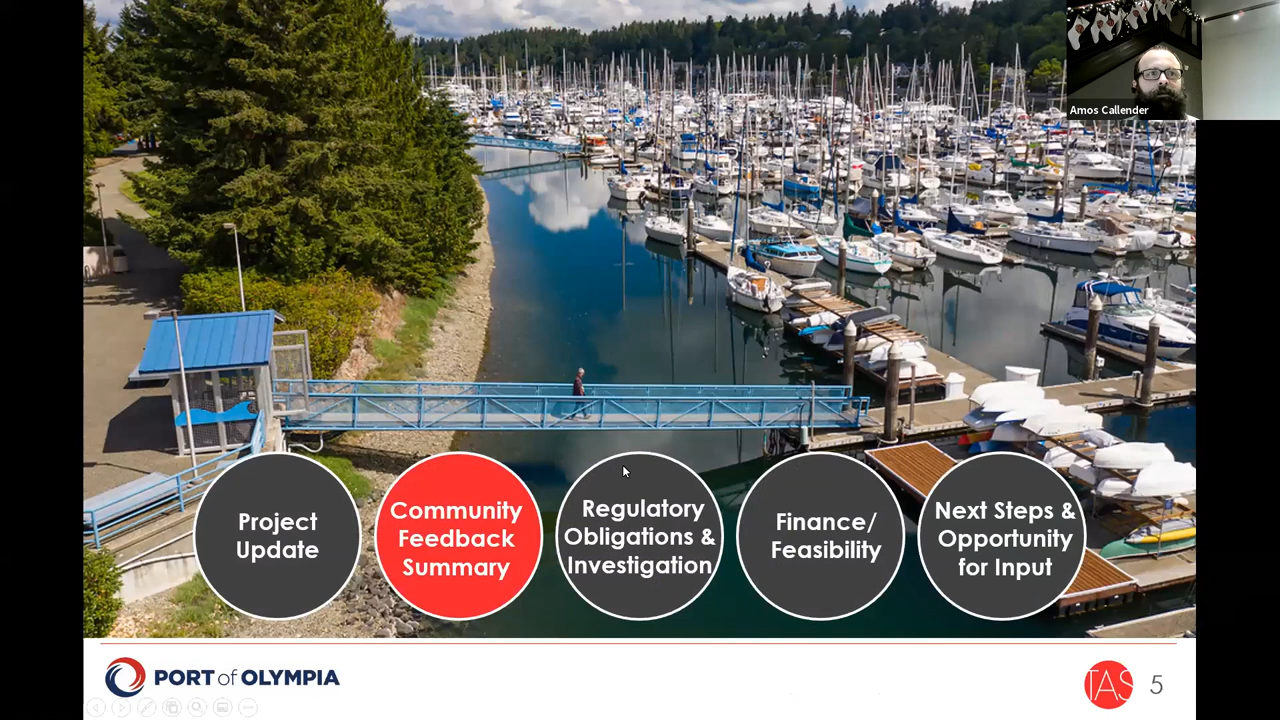 Amos Callender
Project
Update
Community
Feedback
Summary
Regulatory
Obligations &
Investigation
Finance/
Feasibility
Next Steps &
Opportunity
for Input
PORT of OLYMPIA
TAS
5